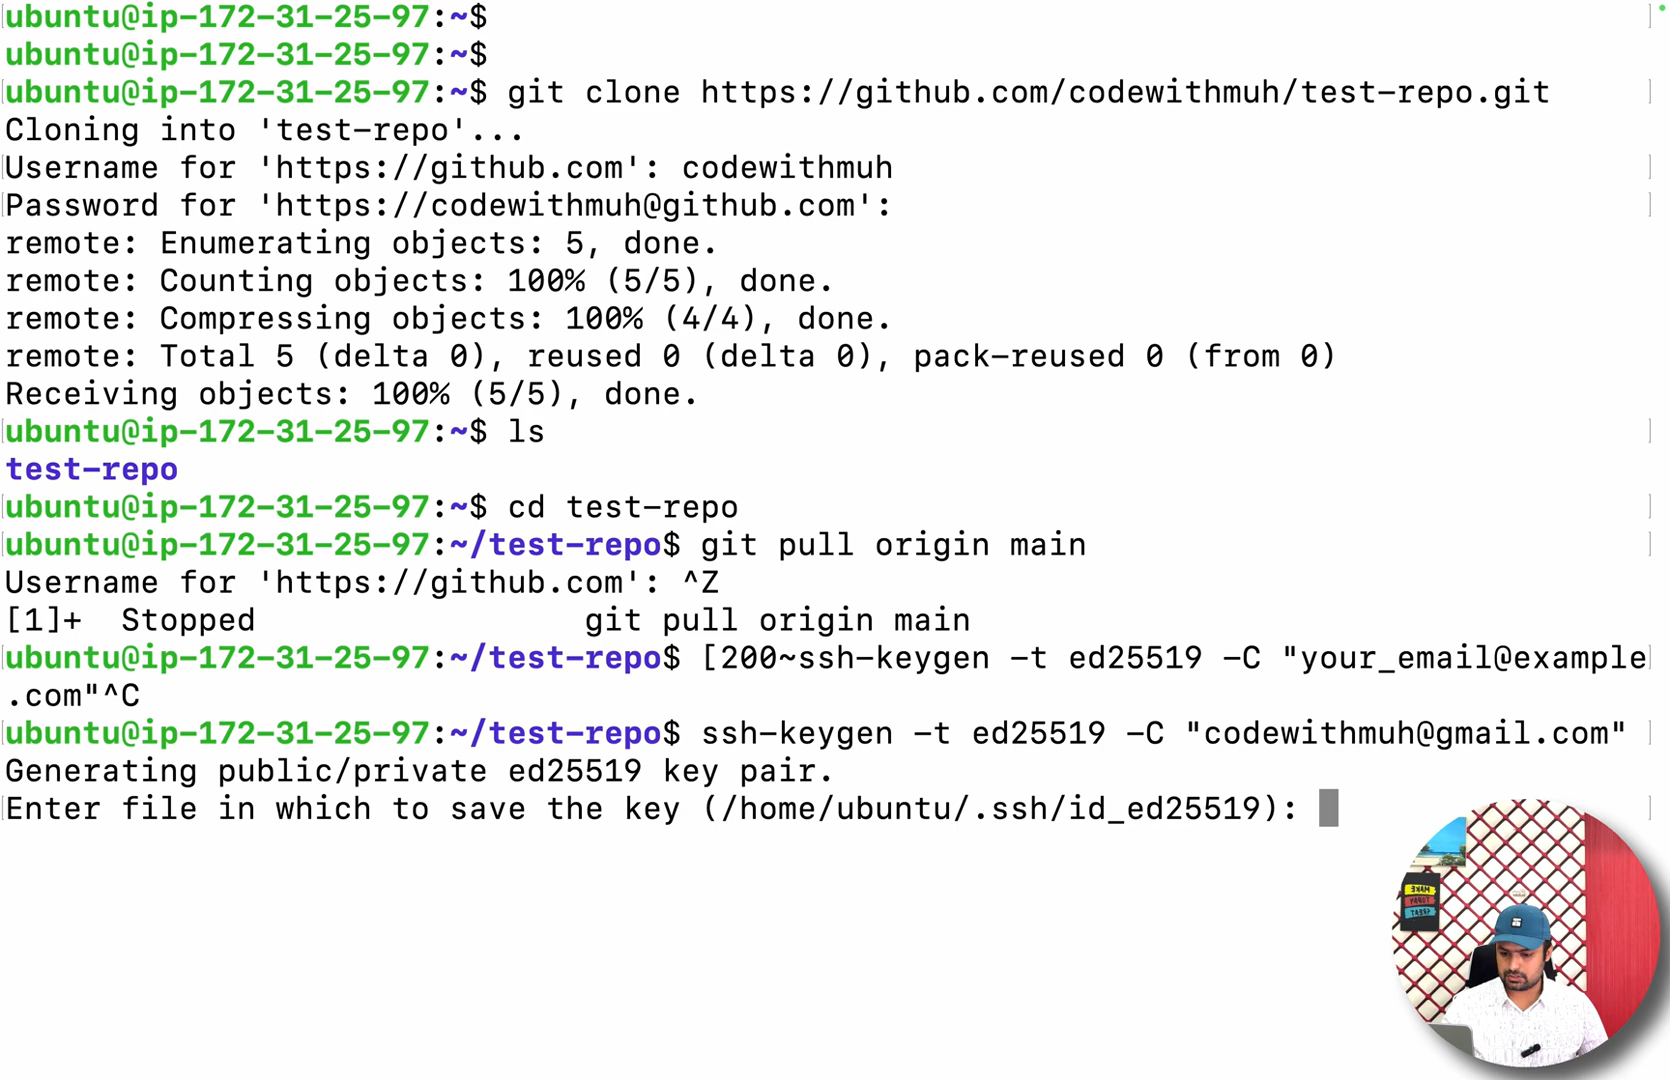 ubuntu@ip-172-31-25-97:~$
ubuntu@ip-172-31-25-97:~$
ubuntu@ip-172-31-25-97:~$ git clone https://github.com/codewithmuh/test-repo.git
Cloning into 'test-repo'...
Username for 'https://github.com': codewithmuh
Password for 'https://codewithmuh@github.com':
remote: Enumerating objects: 5, done.
remote: Counting objects: 100% (5/5), done.
remote: Compressing objects: 100% (4/4), done.
remote: Total 5 (delta 0), reused 0 (delta 0), pack-reused 0 (from 0)
Receiving objects: 100% (5/5), done.
ubuntu@ip-172-31-25-97:~$ ls
test-repo
ubuntu@ip-172-31-25-97:~$ cd test-repo
ubuntu@ip-172-31-25-97:~/test-repo$ git pull origin main
Username for 'https://github.com': ^Z
[1]+  Stopped                 git pull origin main
ubuntu@ip-172-31-25-97:~/test-repo$ [200~ssh-keygen -t ed25519 -C "your_email@example
.com"^C
ubuntu@ip-172-31-25-97:~/test-repo$ ssh-keygen -t ed25519 -C "codewithmuh@gmail.com"
Generating public/private ed25519 key pair.
Enter file in which to save the key (/home/ubuntu/.ssh/id_ed25519):
MAKE
TODAY
GREAT